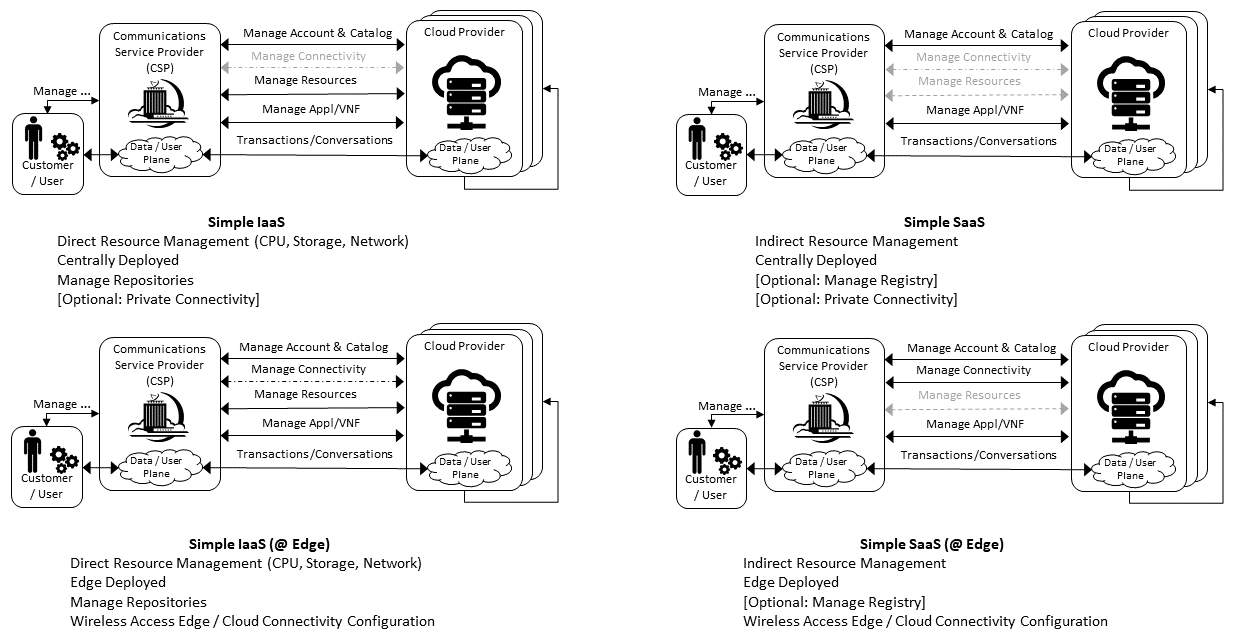 Communications
Service Provider
(CSP)
Manage Account & Catalog
Manage Connectivity
Manage Resources
Manage Appl/VNF
Transactions/Conversations
Cloud Provider
Manage ...
Customer
/ User
Data / User
Plane
Data / User
Plane
Simple IaaS
Direct Resource Management (CPU, Storage, Network)
Centrally Deployed
Manage Repositories
[Optional: Private Connectivity]
Communications
Service Provider
(CSP)
Manage Account & Catalog
Manage Connectivity
Manage Resources
Manage Appl/VNF
Transactions/Conversations
Cloud Provider
Manage ...
Customer
/ User
Data / User
Plane
Data / User
Plane
Simple SaaS
Indirect Resource Management
Centrally Deployed
[Optional: Manage Registry]
[Optional: Private Connectivity]
Communications
Service Provider
(CSP)
Manage Account & Catalog
Manage Connectivity
Manage Resources
Manage Appl/VNF
Transactions/Conversations
Cloud Provider
Manage ...
Customer
/ User
Data / User
Plane
Data / User
Plane
Simple IaaS (@ Edge)
Direct Resource Management (CPU, Storage, Network)
Edge Deployed
Manage Repositories
Wireless Access Edge / Cloud Connectivity Configuration
Communications
Service Provider
(CSP)
Manage Account & Catalog
Manage Connectivity
Manage Resources
Manage Appl/VNF
Transactions/Conversations
Cloud Provider
Manage ...
Customer
/ User
Data / User
Plane
Data / User
Plane
Simple SaaS (@ Edge)
Indirect Resource Management
Edge Deployed
[Optional: Manage Registry]
Wireless Access Edge / Cloud Connectivity Configuration